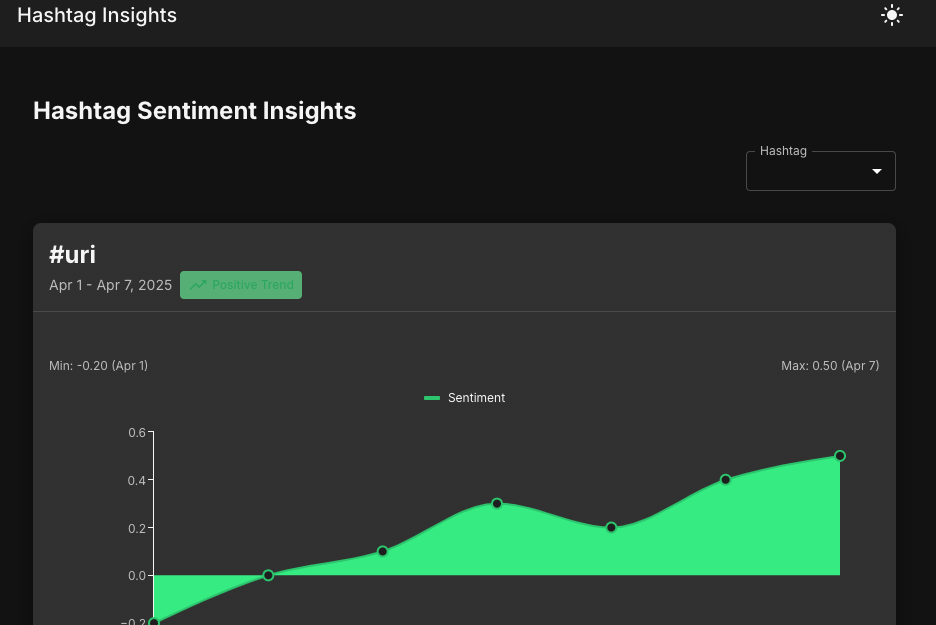 Hashtag Insights
Hashtag Sentiment Insights
Hashtag
#uri
Apr 1 - Apr 7, 2025
Positive Trend
Min: -0.20 (Apr 1)
Max: 0.50 (Apr 7)
Sentiment
0.6
0.4
0.2
0.0
−0.2